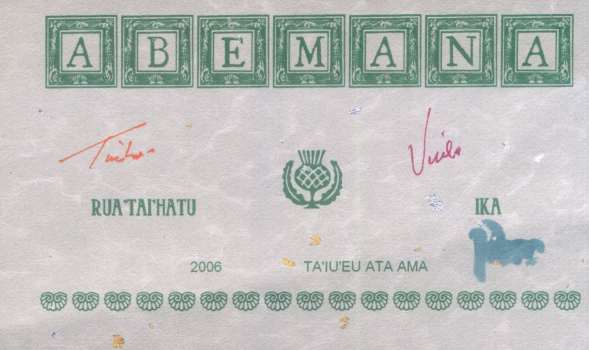 ABEMANA
RUA'TAI'HATU IKA
2006 TA'IU'EU ATA AMA